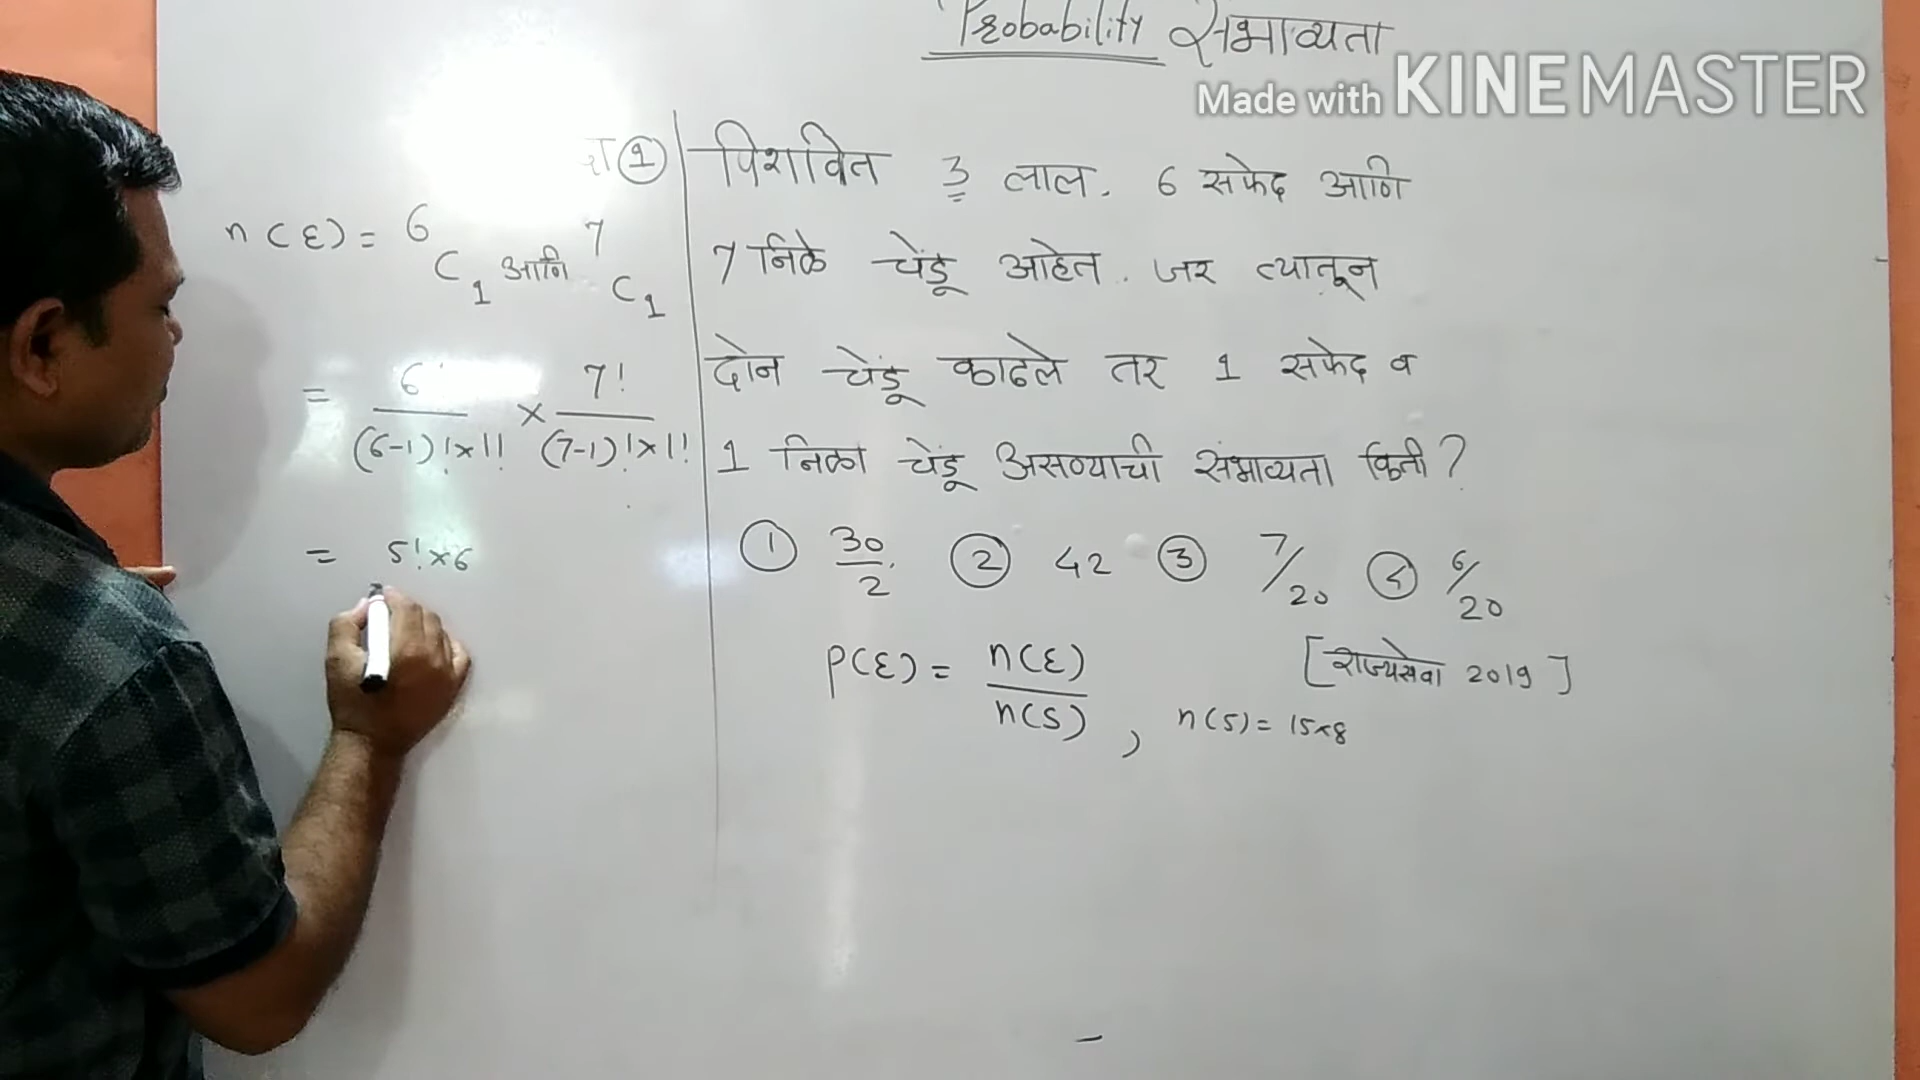 Probability संभाव्यता
Made with KINEMASTER
① पिशवित 3 लाल. 6 सफेद आणि
7 निळे चेंडू आहेत. जर त्यातून
दोन चेंडू काढले तर 1 सफेद व
1 निळा चेंडू असण्याची संभाव्यता किती?
① 30/2 ② 42 ③ 7/20 ④ 6/20
[राज्यसेवा 2019]
P(E) = n(E)/n(S) , n(S) = 15×8
n(E) = 6C1 आणि 7C1
= 6!/(6-1)!×1! × 7!/(7-1)!×1!
= 5!×6